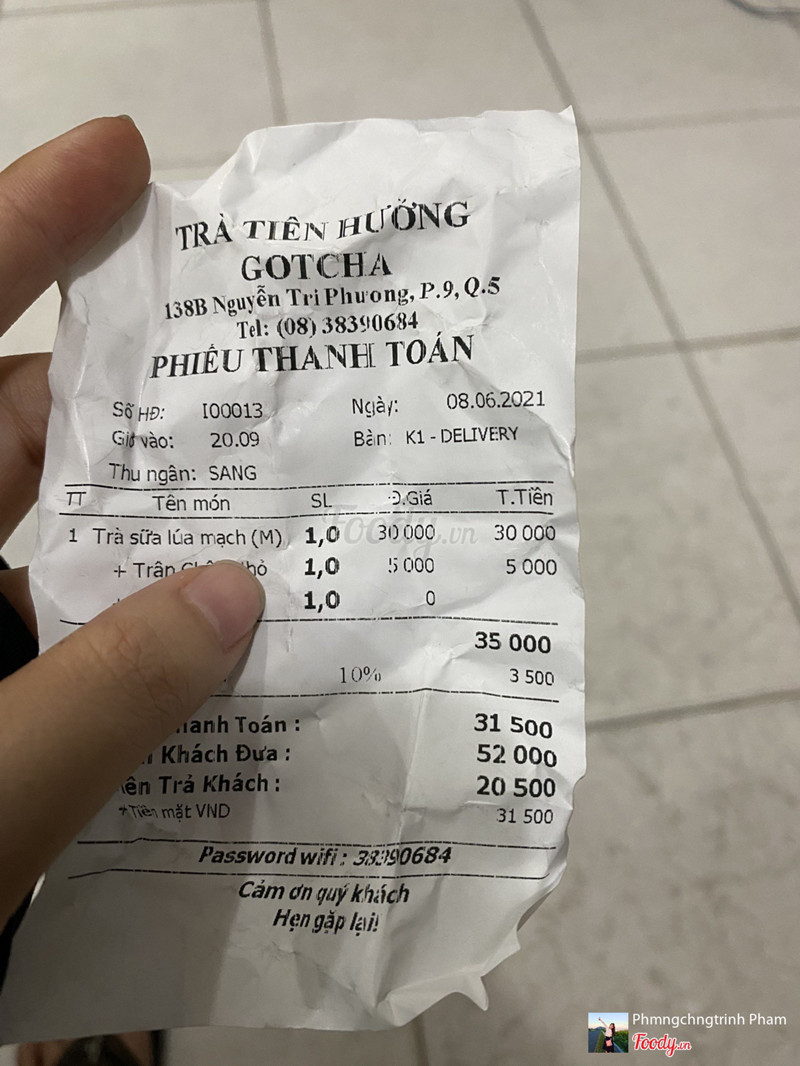 TRÀ TIÊN HƯỞNG
GOTCHA
138B Nguyễn Tri Phương, P.9, Q.5
Tel: (08) 38390684
PHIẾU THANH TOÁN
Số HĐ: I00013 Ngày: 08.06.2021
Giờ vào: 20.09 Bàn: K1 - DELIVERY
Thu ngân: SANG
TT Tên món SL Đ.Giá T.Tiền
1 Trà sữa lúa mạch (M) 1,0 30 000 30 000
+ Trân 1,0 5 000 5 000
1,0 0
35 000
10% 3 500
Toán : 31 500
Khách Đưa : 52 000
Trả Khách : 20 500
+Tiền mặt VND 31 500
Password wifi : 38390684
Cảm ơn quý khách
Hẹn gặp lại!
Foody.vn
Phmngchngtrinh Pham
Foody.vn